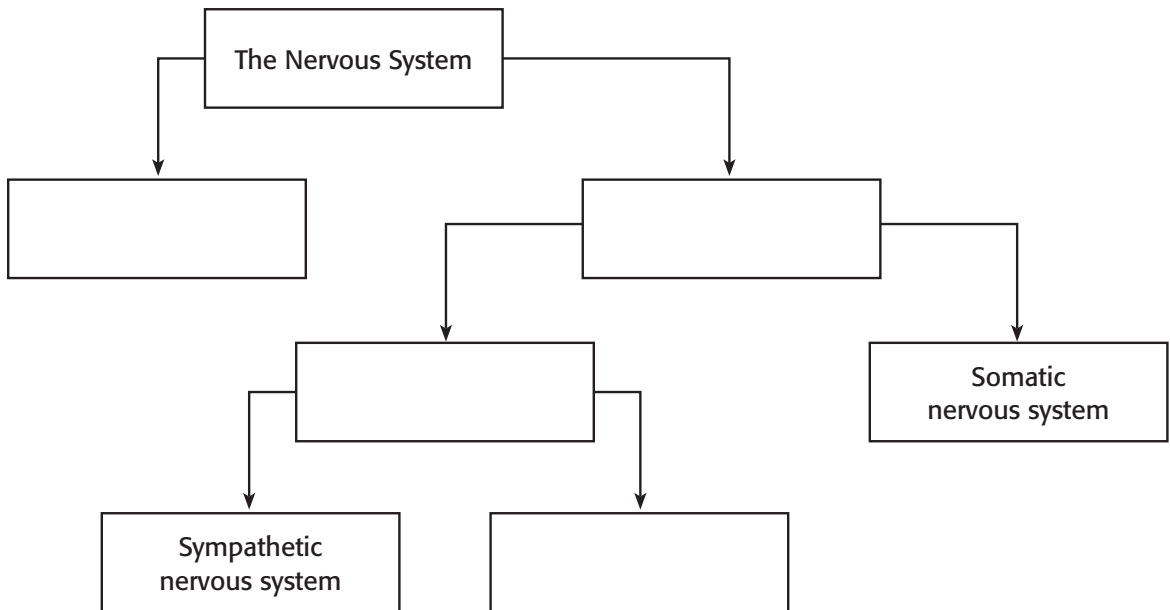 The Nervous System
Somatic
nervous system
Sympathetic
nervous system